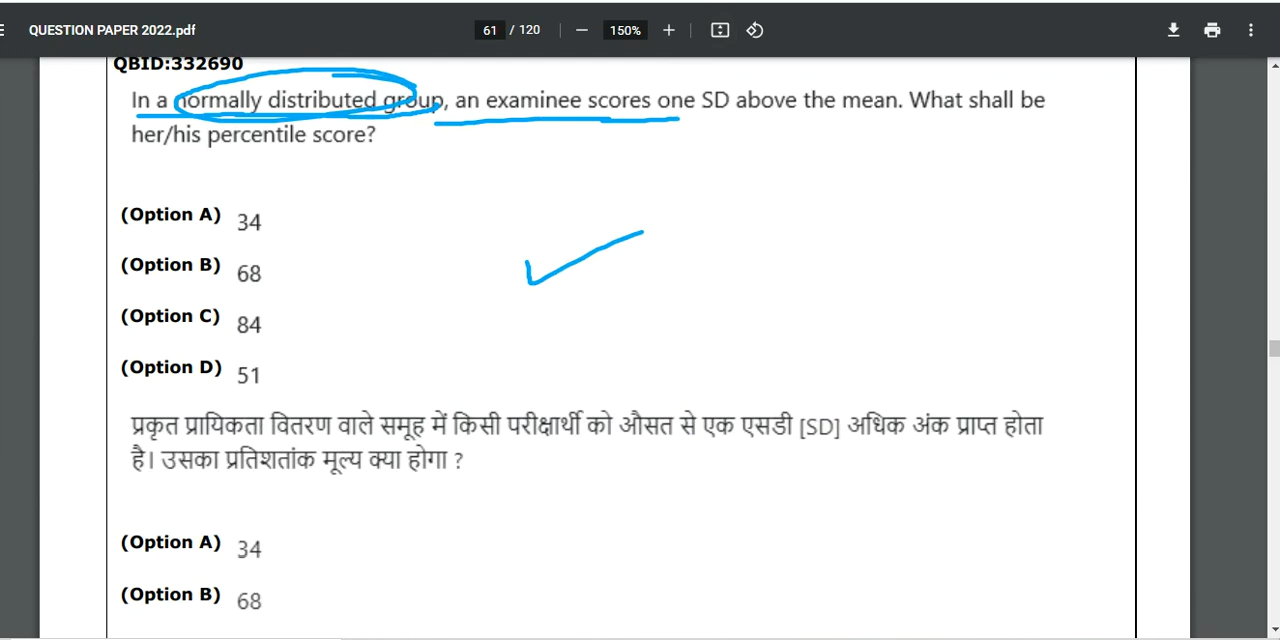 QUESTION PAPER 2022.pdf
61 / 120
150%
QBID:332690
In a normally distributed group, an examinee scores one SD above the mean. What shall be
her/his percentile score?
(Option A) 34
(Option B) 68
(Option C) 84
(Option D) 51
प्रकृत प्रायिकता वितरण वाले समूह में किसी परीक्षार्थी को औसत से एक एसडी [SD] अधिक अंक प्राप्त होता
है। उसका प्रतिशतांक मूल्य क्या होगा ?
(Option A) 34
(Option B) 68